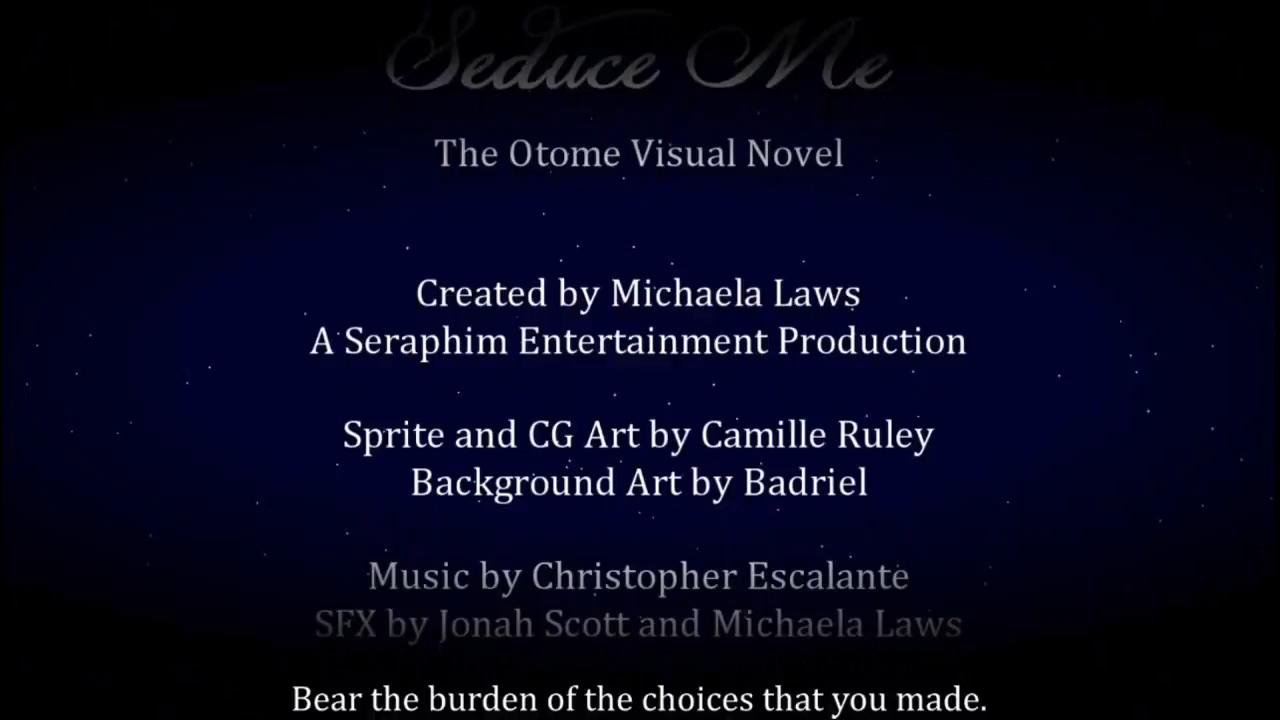 Seduce Me
The Otome Visual Novel
Created by Michaela Laws
A Seraphim Entertainment Production
Sprite and CG Art by Camille Ruley
Background Art by Badriel
Music by Christopher Escalante
SFX by Jonah Scott and Michaela Laws
Bear the burden of the choices that you made.